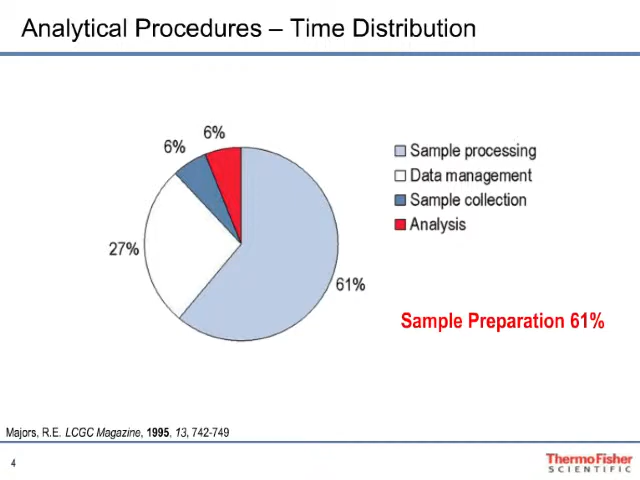 Analytical Procedures – Time Distribution
6%
6%
27%
61%
Sample processing
Data management
Sample collection
Analysis
Sample Preparation 61%
Majors, R.E. LCGC Magazine, 1995, 13, 742-749
4
ThermoFisher
SCIENTIFIC